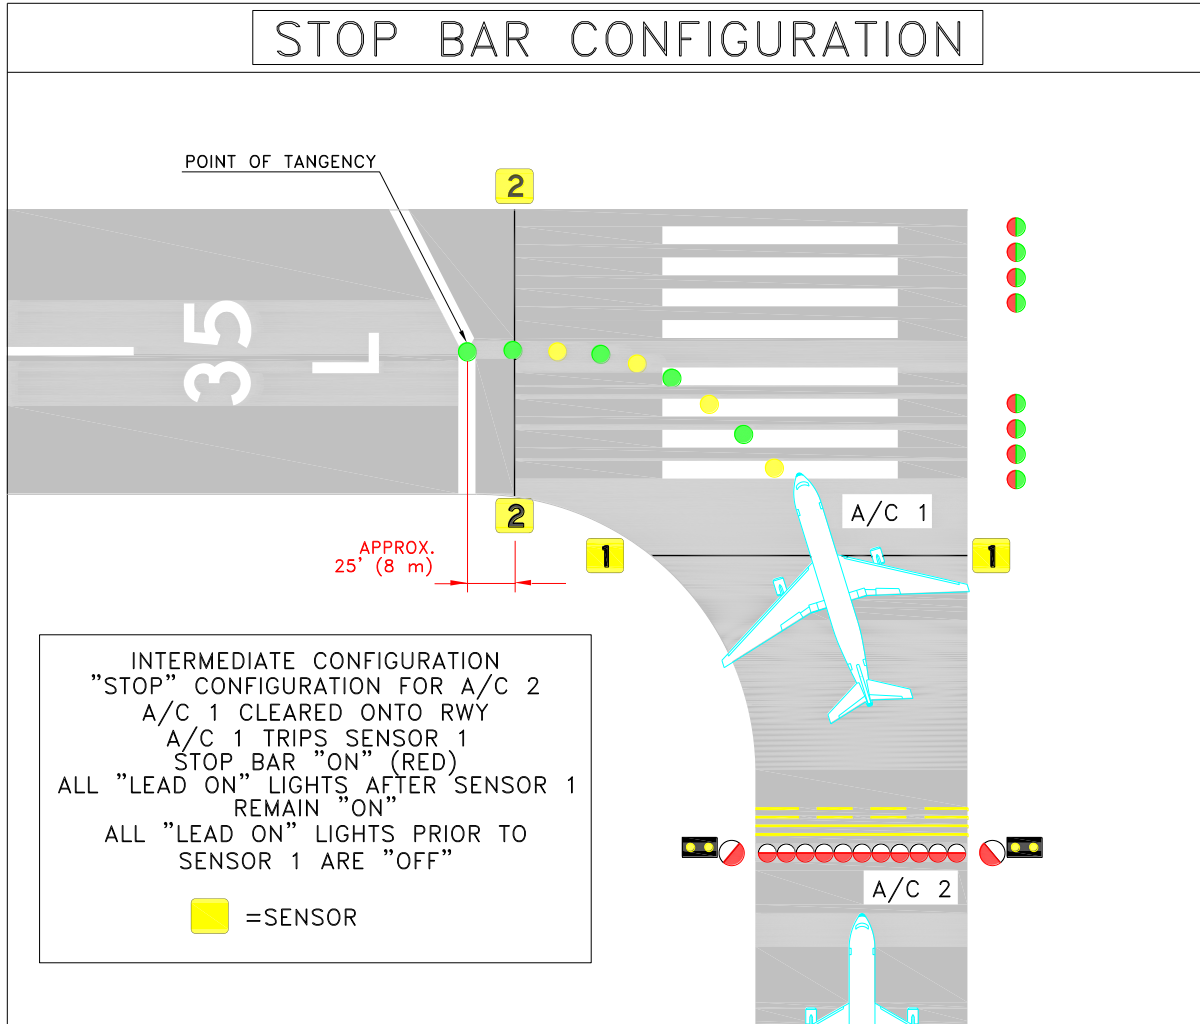 STOP BAR CONFIGURATION
POINT OF TANGENCY
2
35
L
2
A/C 1
1
1
APPROX.
25' (8 m)
INTERMEDIATE CONFIGURATION
"STOP" CONFIGURATION FOR A/C 2
A/C 1 CLEARED ONTO RWY
A/C 1 TRIPS SENSOR 1
STOP BAR "ON" (RED)
ALL "LEAD ON" LIGHTS AFTER SENSOR 1
REMAIN "ON"
ALL "LEAD ON" LIGHTS PRIOR TO
SENSOR 1 ARE "OFF"
=SENSOR
A/C 2